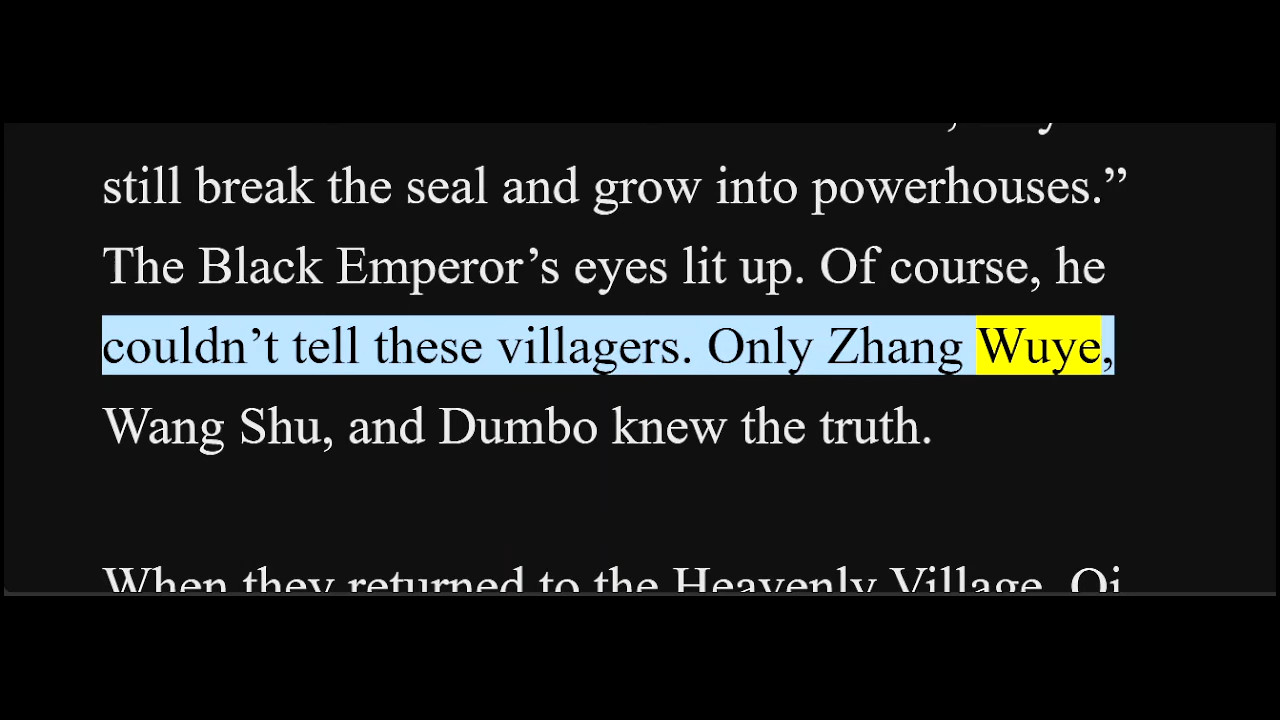 still break the seal and grow into powerhouses.”
The Black Emperor’s eyes lit up. Of course, he
couldn’t tell these villagers. Only Zhang Wuye,
Wang Shu, and Dumbo knew the truth.
When they returned to the Heavenly Village, Qi